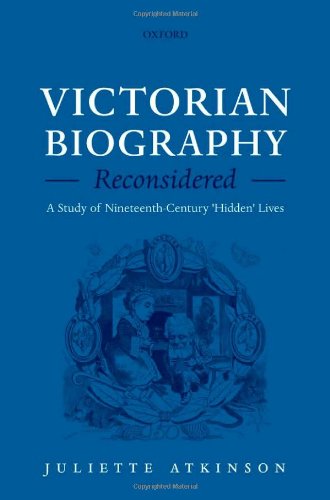 OXFORD
VICTORIAN
BIOGRAPHY
Reconsidered
A Study of Nineteenth-Century 'Hidden' Lives
JULIETTE ATKINSON